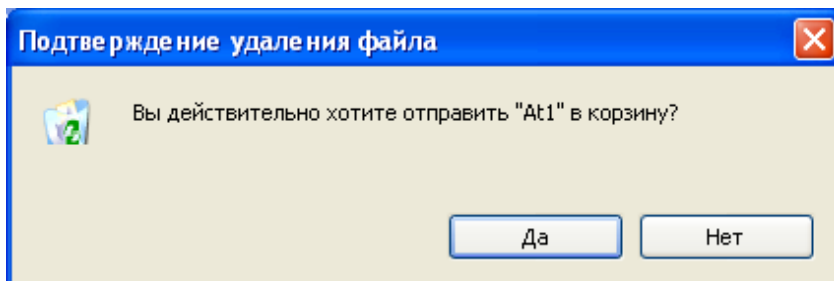 Подтверждение удаления файла
Вы действительно хотите отправить "At1" в корзину?
Да
Нет